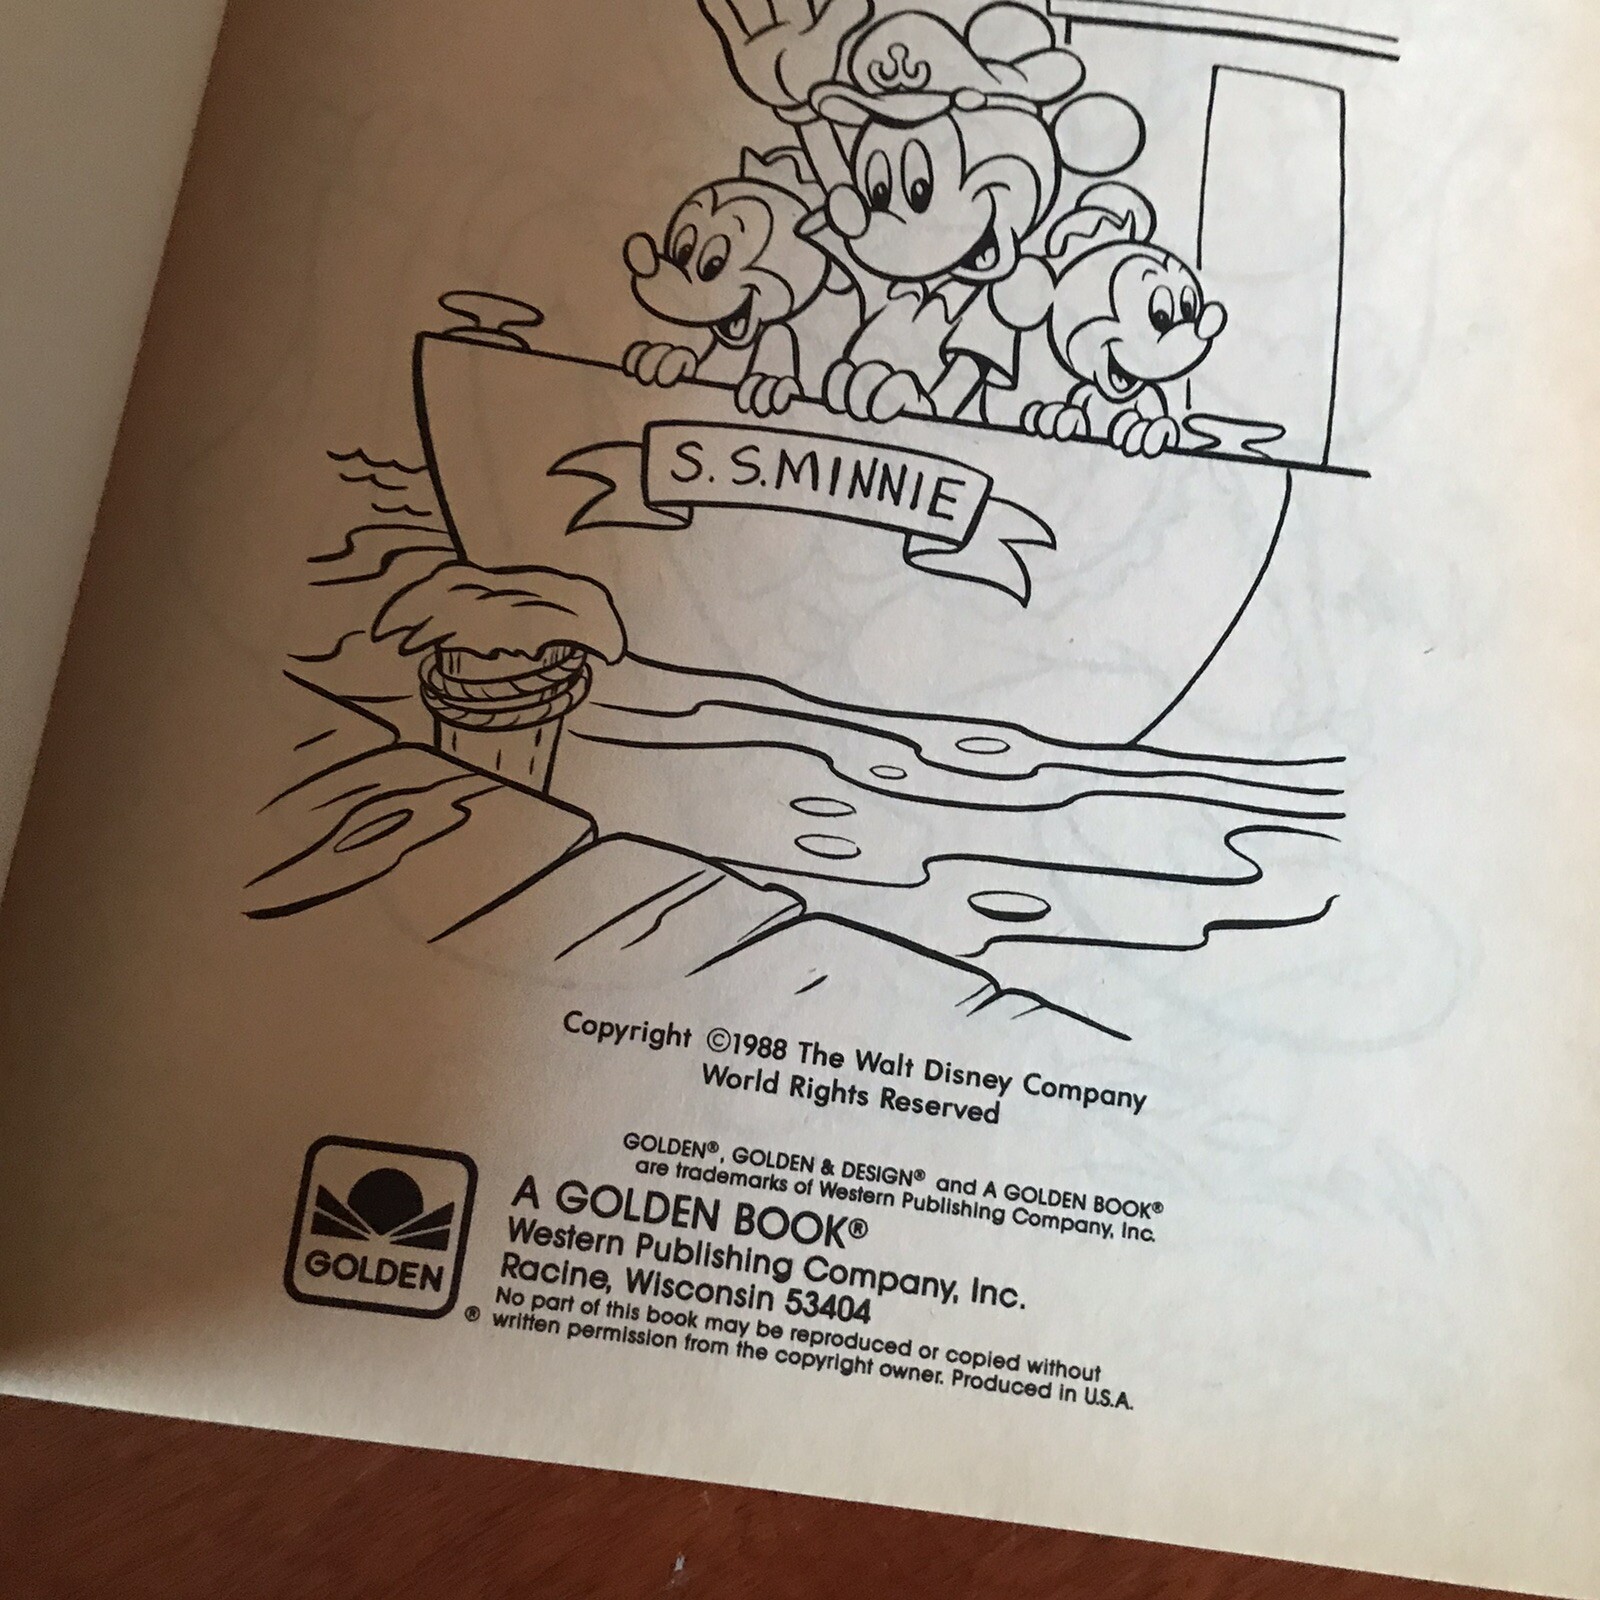 S. S. MINNIE
Copyright ©1988 The Walt Disney Company
World Rights Reserved
GOLDEN®, GOLDEN & DESIGN® and A GOLDEN BOOK®
are trademarks of Western Publishing Company, Inc.
A GOLDEN BOOK®
Western Publishing Company, Inc.
Racine, Wisconsin 53404
No part of this book may be reproduced or copied without
written permission from the copyright owner. Produced in U.S.A.
GOLDEN
®